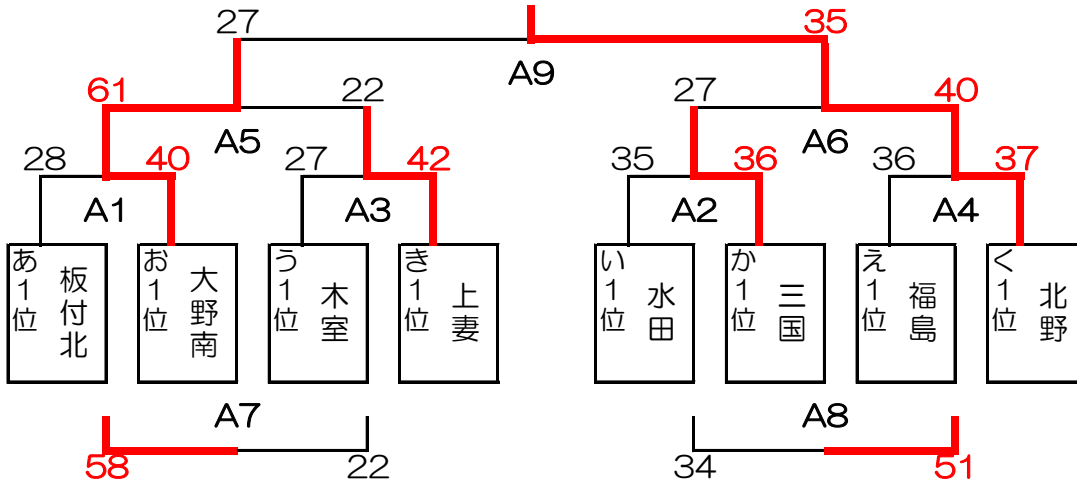 27 35
A9
61 22 27 40
A5 A6
28 40 27 42 35 36 36 37
A1 A3 A2 A4
あ1位 板付北
お1位 大野南
う1位 木室
き1位 上妻
い1位 水田
か1位 三国
え1位 福島
く1位 北野
A7 A8
58 22 34 51